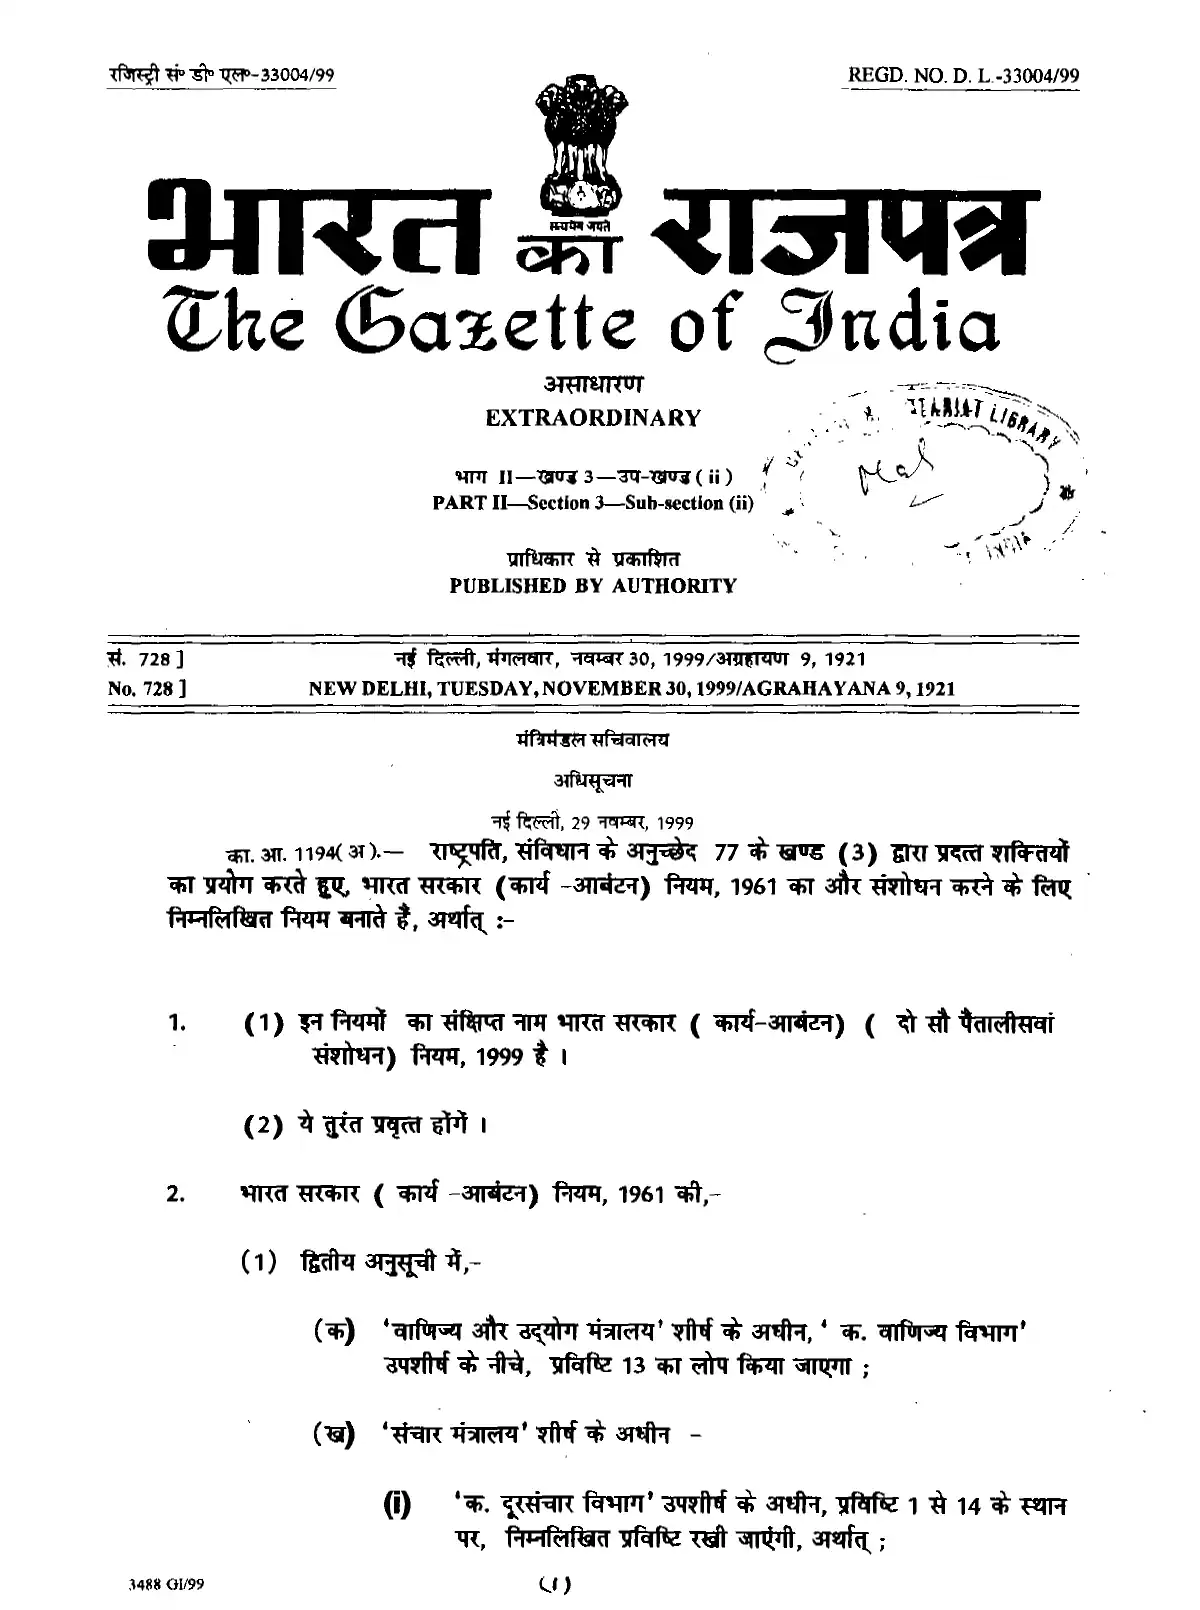 रजिस्ट्री सं० डी० एल०-33004/99
REGD. NO. D. L.-33004/99
सत्यमेव जयते
भारत का राजपत्र
The Gazette of India
असाधारण
EXTRAORDINARY
भाग II—खण्ड 3—उप-खण्ड ( ii )
PART II—Section 3—Sub-section (ii)
प्राधिकार से प्रकाशित
PUBLISHED BY AUTHORITY
LIBRARY
INDIA
सं. 728 ]
नई दिल्ली, मंगलवार, नवम्बर 30, 1999/अग्रहायण 9, 1921
No. 728 ]
NEW DELHI, TUESDAY, NOVEMBER 30, 1999/AGRAHAYANA 9, 1921
मंत्रिमंडल सचिवालय
अधिसूचना
नई दिल्ली, 29 नवम्बर, 1999
का. आ. 1194( अ ).— राष्ट्रपति, संविधान के अनुच्छेद 77 के खण्ड (3) द्वारा प्रदत्त शक्तियों
का प्रयोग करते हुए, भारत सरकार (कार्य -आबंटन) नियम, 1961 का और संशोधन करने के लिए
निम्नलिखित नियम बनाते हैं, अर्थात् :-
1. (1) इन नियमों का संक्षिप्त नाम भारत सरकार ( कार्य-आबंटन) ( दो सौ पैंतालीसवां
संशोधन) नियम, 1999 है ।
(2) ये तुरंत प्रवृत्त होंगें ।
2. भारत सरकार ( कार्य -आबंटन) नियम, 1961 की,-
(1) द्वितीय अनुसूची में,-
(क) ‘वाणिज्य और उद्योग मंत्रालय’ शीर्ष के अधीन, ‘ क. वाणिज्य विभाग’
उपशीर्ष के नीचे, प्रविष्टि 13 का लोप किया जाएगा ;
(ख) ‘संचार मंत्रालय’ शीर्ष के अधीन -
(i) ‘क. दूरसंचार विभाग’ उपशीर्ष के अधीन, प्रविष्टि 1 से 14 के स्थान
पर, निम्नलिखित प्रविष्टि रखी जाएंगी, अर्थात् ;
3488 GI/99
(1)